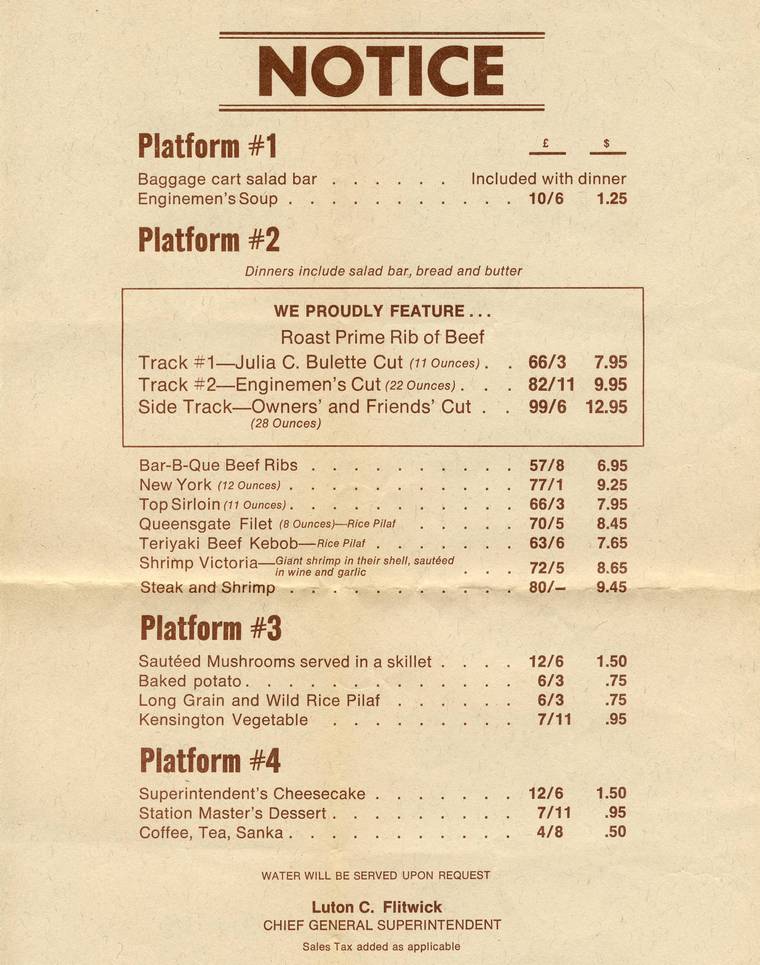 NOTICE
Platform #1 £ $
Baggage cart salad bar . . . . . . Included with dinner
Enginemen's Soup . . . . . . . . . . . 10/6 1.25
Platform #2
Dinners include salad bar, bread and butter
WE PROUDLY FEATURE...
Roast Prime Rib of Beef
Track #1—Julia C. Bulette Cut (11 Ounces) . . 66/3 7.95
Track #2—Enginemen's Cut (22 Ounces) . . . 82/11 9.95
Side Track—Owners' and Friends' Cut . . 99/6 12.95
(28 Ounces)
Bar-B-Que Beef Ribs . . . . . . . . . . 57/8 6.95
New York (12 Ounces) . . . . . . . . . . . 77/1 9.25
Top Sirloin (11 Ounces) . . . . . . . . . . . 66/3 7.95
Queensgate Filet (8 Ounces)—Rice Pilaf . . . . . 70/5 8.45
Teriyaki Beef Kebob—Rice Pilaf . . . . . . . 63/6 7.65
Shrimp Victoria—Giant shrimp in their shell, sautéed
in wine and garlic . . . 72/5 8.65
Steak and Shrimp . . . . . . . . . . . 80/– 9.45
Platform #3
Sautéed Mushrooms served in a skillet . . . . 12/6 1.50
Baked potato . . . . . . . . . . . . . 6/3 .75
Long Grain and Wild Rice Pilaf . . . . . . 6/3 .75
Kensington Vegetable . . . . . . . . . 7/11 .95
Platform #4
Superintendent's Cheesecake . . . . . . . 12/6 1.50
Station Master's Dessert . . . . . . . . . 7/11 .95
Coffee, Tea, Sanka . . . . . . . . . . . 4/8 .50
WATER WILL BE SERVED UPON REQUEST
Luton C. Flitwick
CHIEF GENERAL SUPERINTENDENT
Sales Tax added as applicable